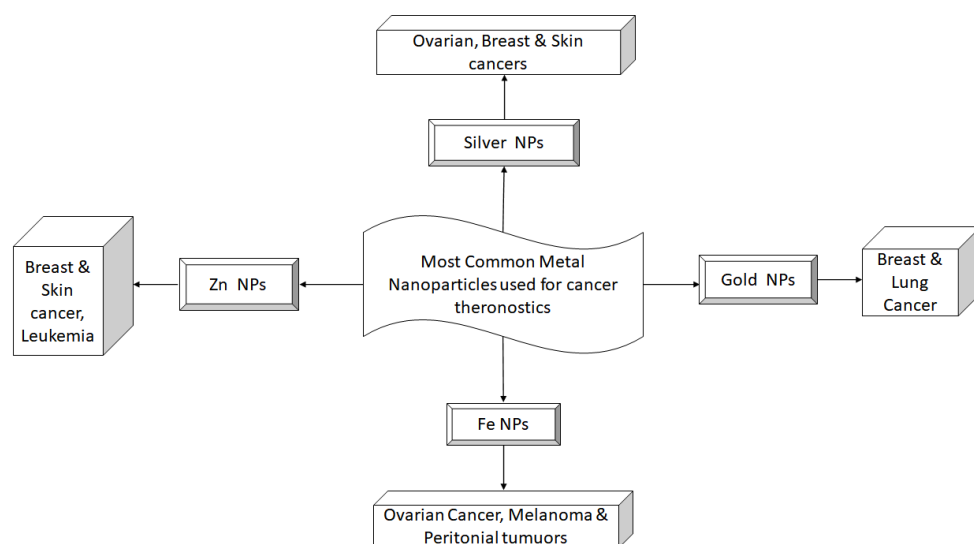 Ovarian, Breast & Skin
cancers
Silver NPs
Most Common Metal
Nanoparticles used for cancer
theronostics
Breast &
Skin
cancer,
Leukemia
Zn NPs
Gold NPs
Breast &
Lung
Cancer
Fe NPs
Ovarian Cancer, Melanoma &
Peritonial tumuors